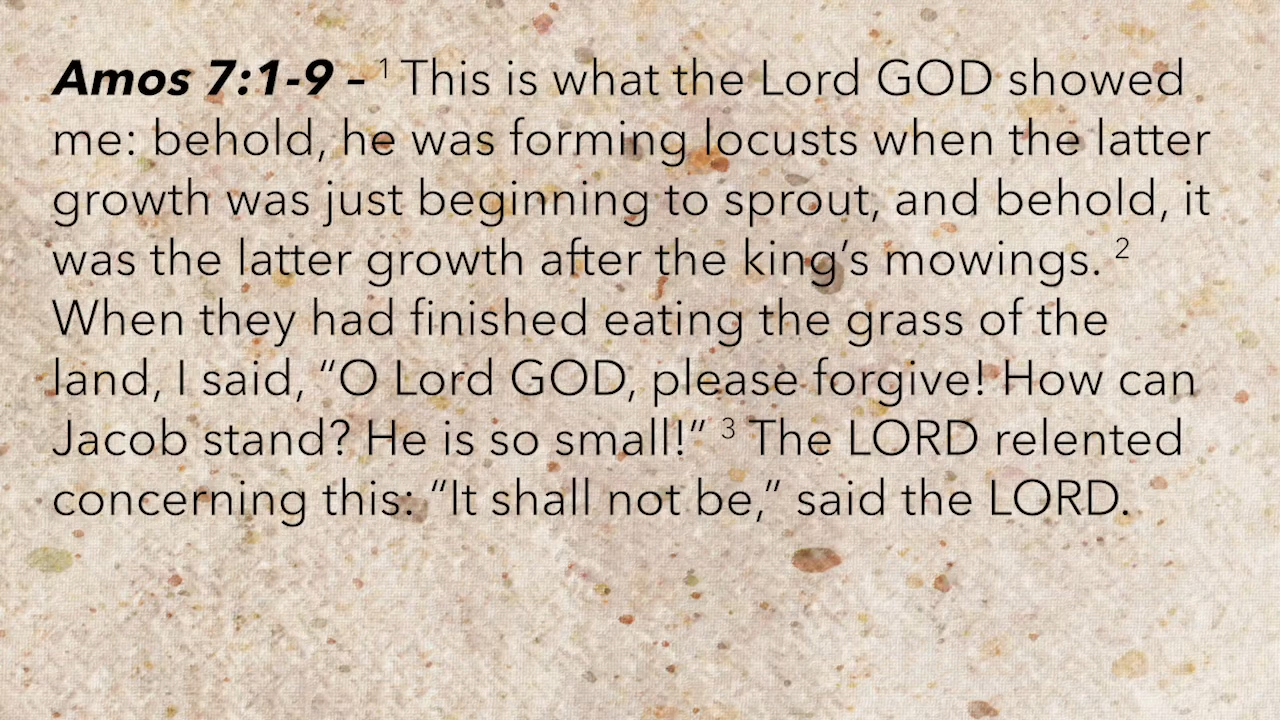 Amos 7:1-9 – ¹ This is what the Lord GOD showed
me: behold, he was forming locusts when the latter
growth was just beginning to sprout, and behold, it
was the latter growth after the king’s mowings. ²
When they had finished eating the grass of the
land, I said, “O Lord GOD, please forgive! How can
Jacob stand? He is so small!” ³ The LORD relented
concerning this: “It shall not be,” said the LORD.